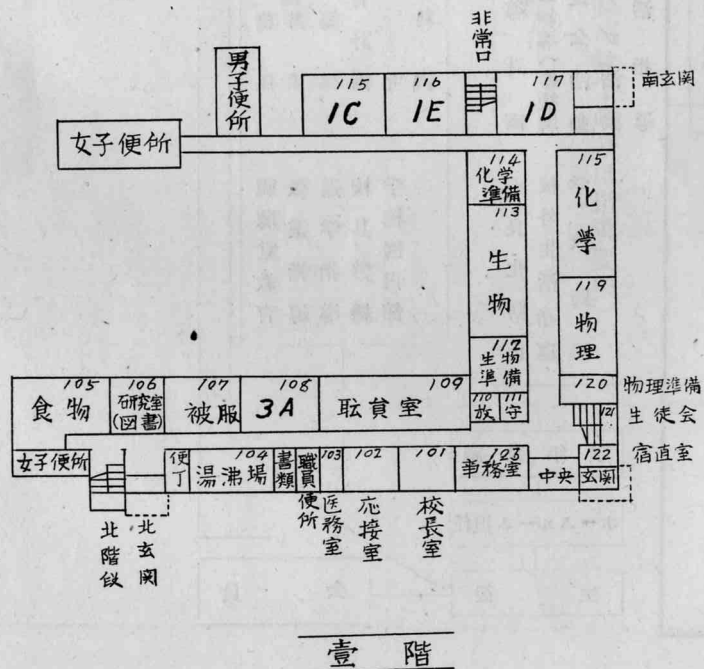 非常口
男子便所
115
1C
116
1E
117
1D
南玄関
女子便所
114
化学
準備
115
化學
113
生物
119
物理
112
生物
準備
110
放
111
守
120
物理準備
121
生徒会
122
宿直室
105
食物
106
研究室
(図書)
107
被服
108
3A
109
耺員室
女子便所
便
丁
104
湯沸場
書類
職員
便所
103
医務室
102
応接室
101
校長室
123
事務室
中央
玄関
北階段
北玄関
壹階